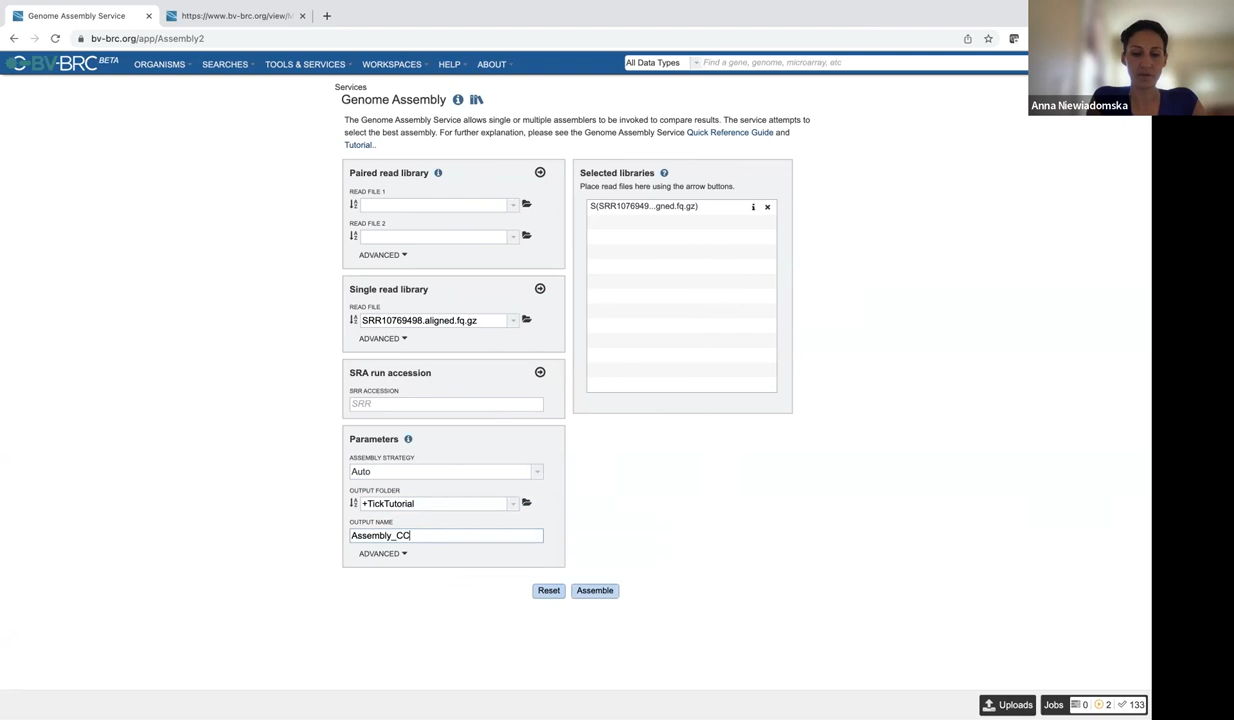 Genome Assembly Service
https://www.bv-brc.org/view/M
bv-brc.org/app/Assembly2
BV-BRC BETA
ORGANISMS
SEARCHES
TOOLS & SERVICES
WORKSPACES
HELP
ABOUT
All Data Types
Find a gene, genome, microarray, etc
Anna Niewiadomska
Services
Genome Assembly
The Genome Assembly Service allows single or multiple assemblers to be invoked to compare results. The service attempts to
select the best assembly. For further explanation, please see the Genome Assembly Service Quick Reference Guide and
Tutorial..
Paired read library
READ FILE 1
READ FILE 2
ADVANCED
Single read library
READ FILE
SRR10769498.aligned.fq.gz
ADVANCED
SRA run accession
SRR ACCESSION
SRR
Parameters
ASSEMBLY STRATEGY
Auto
OUTPUT FOLDER
+TickTutorial
OUTPUT NAME
Assembly_CC
ADVANCED
Selected libraries
Place read files here using the arrow buttons.
S(SRR1076949...gned.fq.gz)
Reset
Assemble
Uploads
Jobs 0 2 133